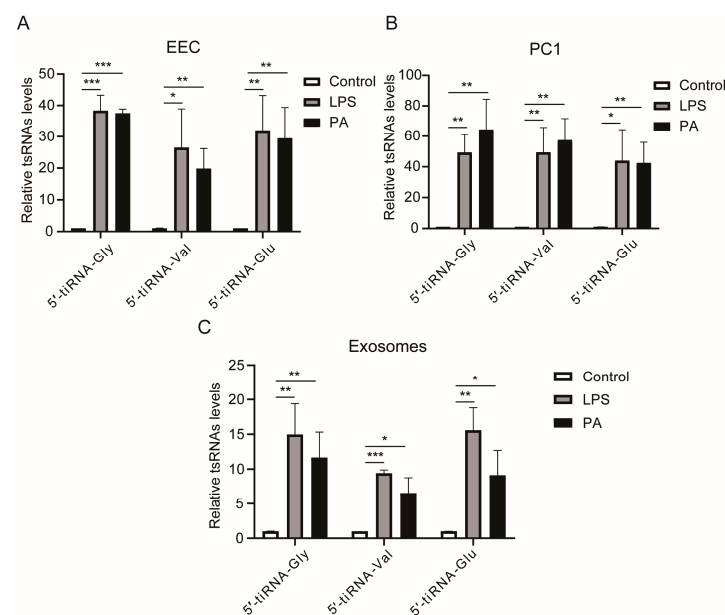 A
EEC
Relative tsRNAs levels
50
40
30
20
10
0
***
***
**
*
**
**
Control
LPS
PA
5′-tiRNA-Gly
5′-tiRNA-Val
5′-tiRNA-Glu
B
PC1
Relative tsRNAs levels
100
80
60
40
20
0
**
**
**
**
**
*
Control
LPS
PA
5′-tiRNA-Gly
5′-tiRNA-Val
5′-tiRNA-Glu
C
Exosomes
Relative tsRNAs levels
25
20
15
10
5
0
**
**
*
***
*
**
Control
LPS
PA
5′-tiRNA-Gly
5′-tiRNA-Val
5′-tiRNA-Glu